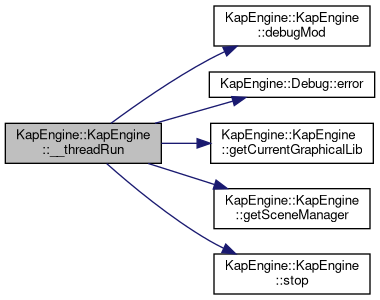 KapEngine::KapEngine
::__threadRun
KapEngine::KapEngine
::debugMod
KapEngine::Debug::error
KapEngine::KapEngine
::getCurrentGraphicalLib
KapEngine::KapEngine
::getSceneManager
KapEngine::KapEngine
::stop